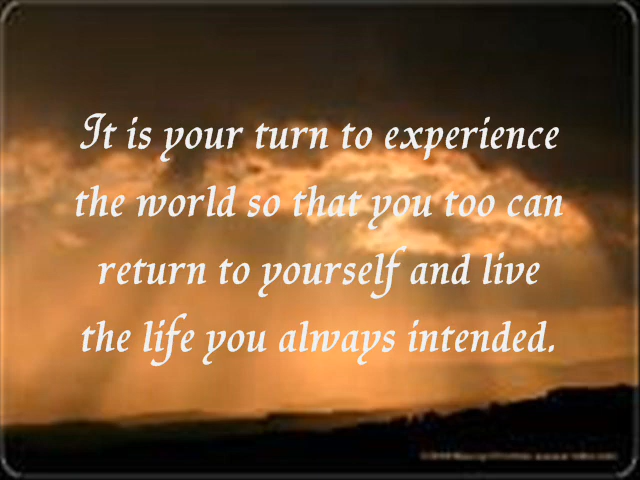 It is your turn to experience
the world so that you too can
return to yourself and live
the life you always intended.